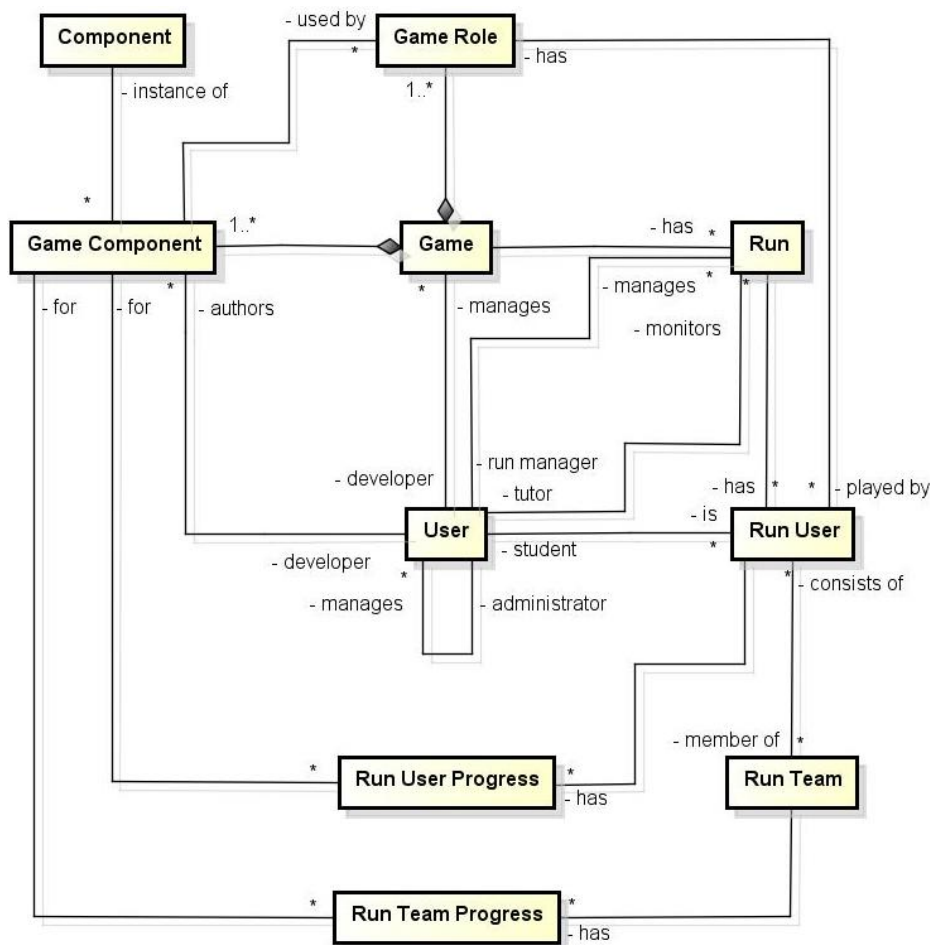 Component
- used by
*
Game Role
- has
- instance of
1..*
*
Game Component
1..*
Game
- has
*
Run
- for
- for
*
- authors
*
- manages
- manages
*
*
- monitors
- developer
- run manager
- tutor
- has
*
*
- played by
User
- is
Run User
- developer
*
- student
*
- manages
- administrator
*
- consists of
- member of
*
*
Run User Progress
*
- has
Run Team
*
Run Team Progress
*
- has